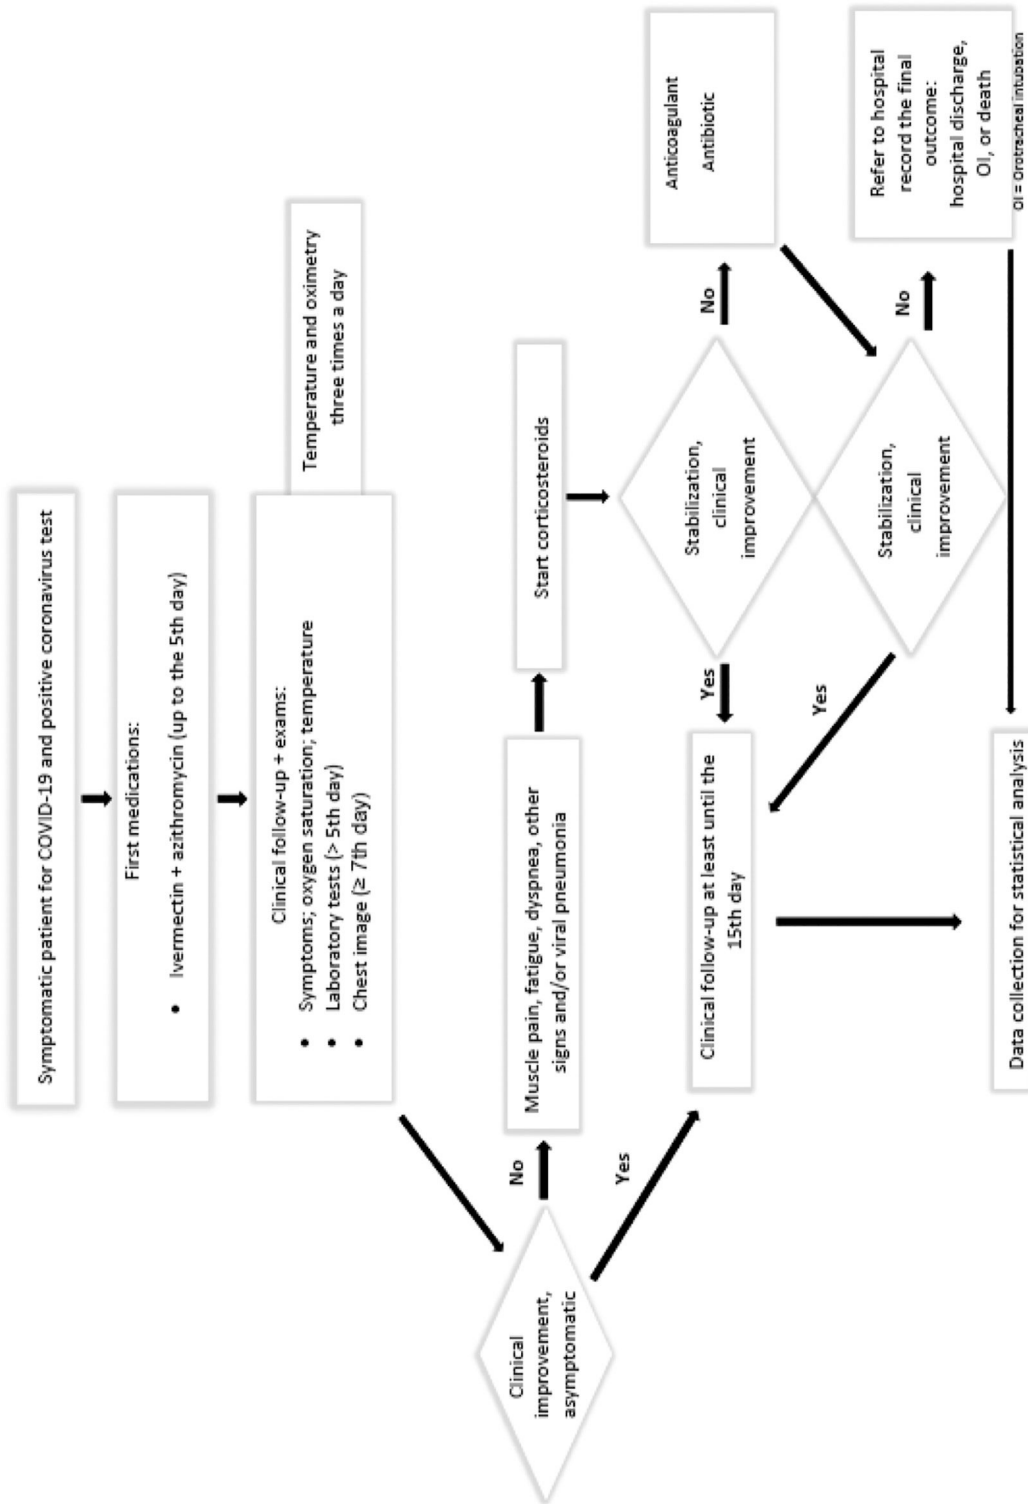 Symptomatic patient for COVID-19 and positive coronavirus test
First medications:
• Ivermectin + azithromycin (up to the 5th day)
Clinical follow-up + exams:
• Symptoms; oxygen saturation; temperature
• Laboratory tests (> 5th day)
• Chest image (≥ 7th day)
Temperature and oximetry
three times a day
Clinical
improvement,
asymptomatic
No
Yes
Muscle pain, fatigue, dyspnea, other
signs and/or viral pneumonia
Start corticosteroids
Stabilization,
clinical
improvement
No
Yes
Anticoagulant
Antibiotic
Clinical follow-up at least until the
15th day
Stabilization,
clinical
improvement
No
Yes
Refer to hospital
record the final
outcome:
hospital discharge,
OI, or death
Data collection for statistical analysis
OI = Orotracheal intubation